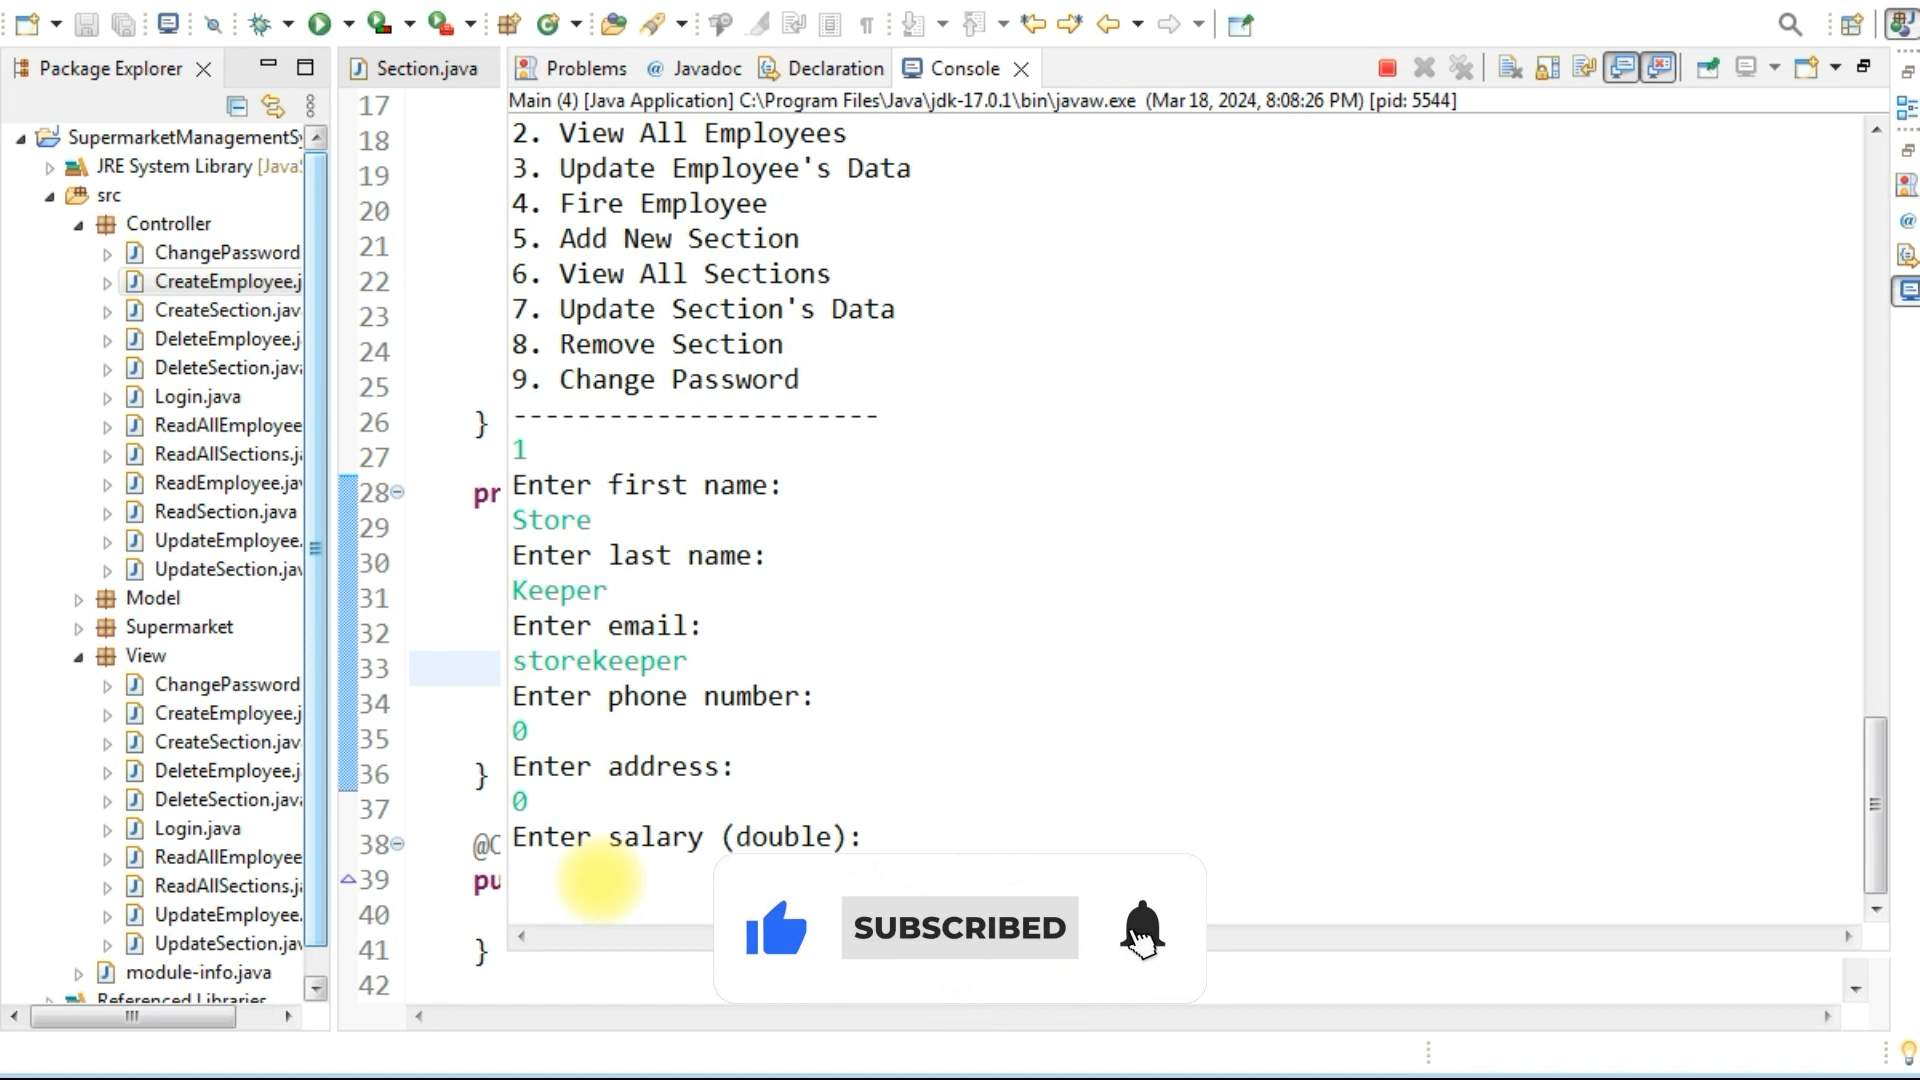 Package Explorer
Section.java
Problems
@ Javadoc
Declaration
Console
Main (4) [Java Application] C:\Program Files\Java\jdk-17.0.1\bin\javaw.exe (Mar 18, 2024, 8:08:26 PM) [pid: 5544]
SupermarketManagementSy
JRE System Library [Java
src
Controller
ChangePassword
CreateEmployee.j
CreateSection.jav
DeleteEmployee.j
DeleteSection.java
Login.java
ReadAllEmployee
ReadAllSections.j
ReadEmployee.jav
ReadSection.java
UpdateEmployee.
UpdateSection.jav
Model
Supermarket
View
ChangePassword
CreateEmployee.j
CreateSection.jav
DeleteEmployee.j
DeleteSection.java
Login.java
ReadAllEmployee
ReadAllSections.j
UpdateEmployee.
UpdateSection.jav
module-info.java
Referenced Libraries
17
18
19
20
21
22
23
24
25
26 }
27
28 pr
29
30
31
32
33
34
35
36 }
37
38 @O
39 pu
40
41 }
42
2. View All Employees
3. Update Employee's Data
4. Fire Employee
5. Add New Section
6. View All Sections
7. Update Section's Data
8. Remove Section
9. Change Password
-----------------------
1
Enter first name:
Store
Enter last name:
Keeper
Enter email:
storekeeper
Enter phone number:
0
Enter address:
0
Enter salary (double):
SUBSCRIBED